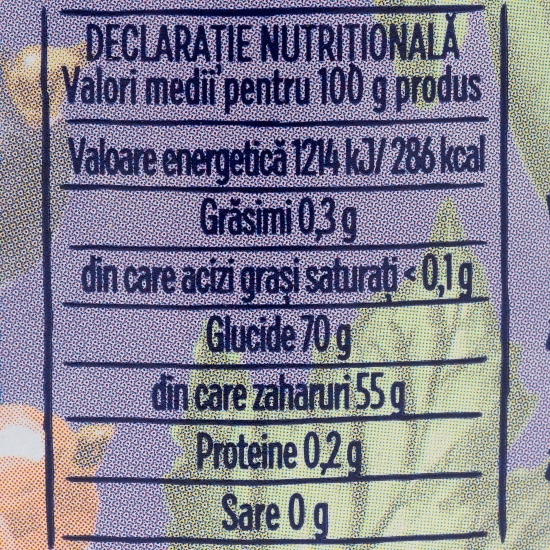 DECLARAȚIE NUTRIȚIONALĂ
Valori medii pentru 100 g produs
Valoare energetică 1214 kJ/ 286 kcal
Grăsimi 0,3 g
din care acizi grași saturați < 0,1 g
Glucide 70 g
din care zaharuri 55 g
Proteine 0,2 g
Sare 0 g